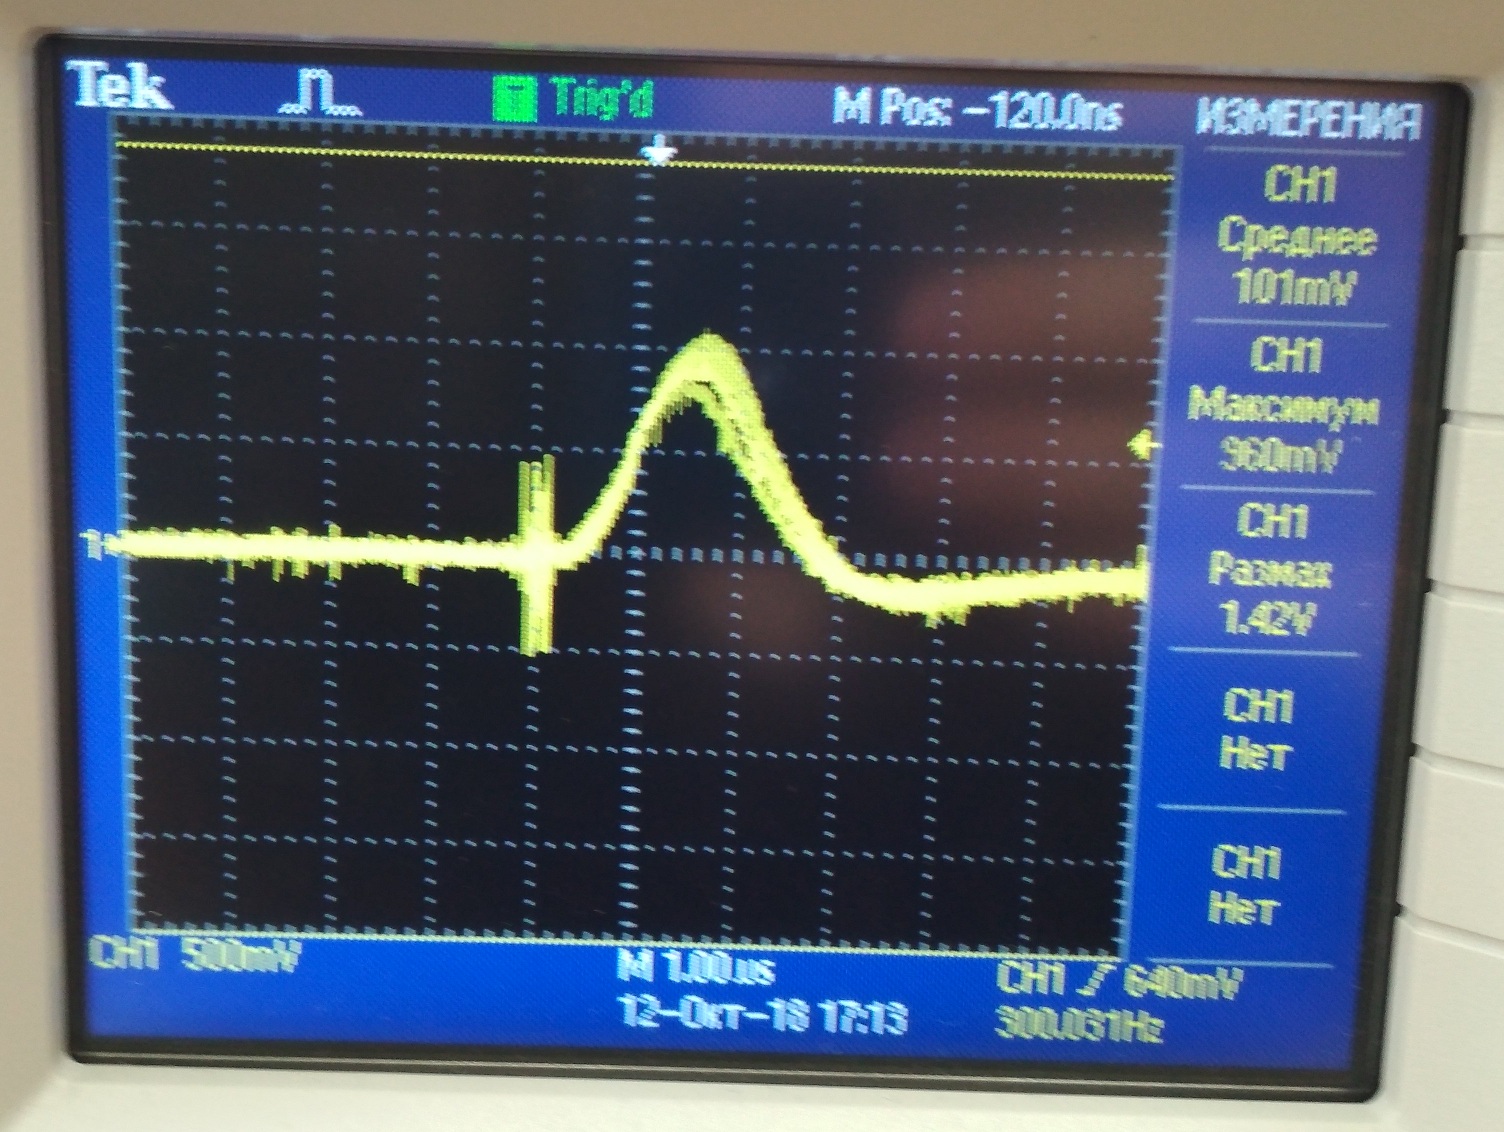 Tek
T Trig'd
M Pos: -120.0ns
ИЗМЕРЕНИЯ
CH1
Среднее
101mV
CH1
Максимум
960mV
CH1
Размах
1.42V
CH1
Нет
CH1
Нет
1
CH1 500mV
M 1.00us
CH1 640mV
12-Окт-18 17:13
300.031Hz